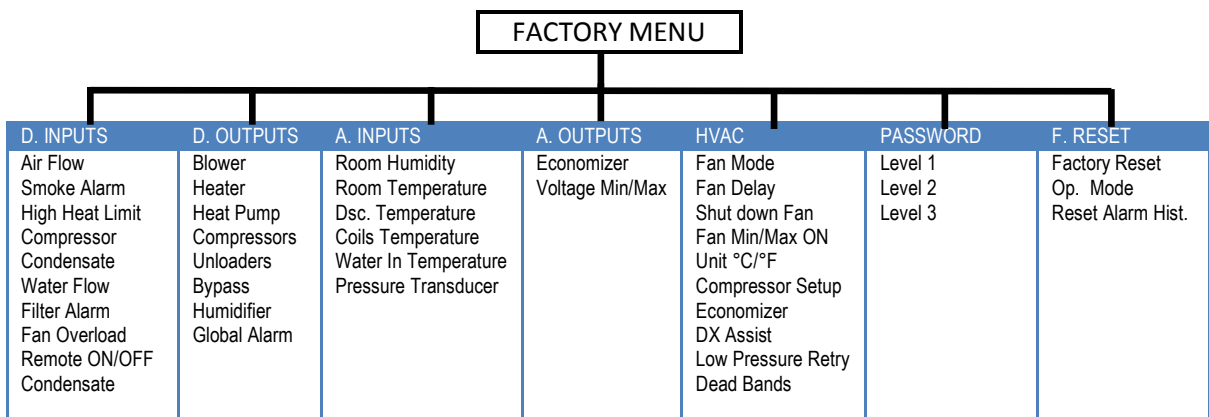 FACTORY MENU
D. INPUTS
Air Flow
Smoke Alarm
High Heat Limit
Compressor
Condensate
Water Flow
Filter Alarm
Fan Overload
Remote ON/OFF
Condensate
D. OUTPUTS
Blower
Heater
Heat Pump
Compressors
Unloaders
Bypass
Humidifier
Global Alarm
A. INPUTS
Room Humidity
Room Temperature
Dsc. Temperature
Coils Temperature
Water In Temperature
Pressure Transducer
A. OUTPUTS
Economizer
Voltage Min/Max
HVAC
Fan Mode
Fan Delay
Shut down Fan
Fan Min/Max ON
Unit °C/°F
Compressor Setup
Economizer
DX Assist
Low Pressure Retry
Dead Bands
PASSWORD
Level 1
Level 2
Level 3
F. RESET
Factory Reset
Op. Mode
Reset Alarm Hist.